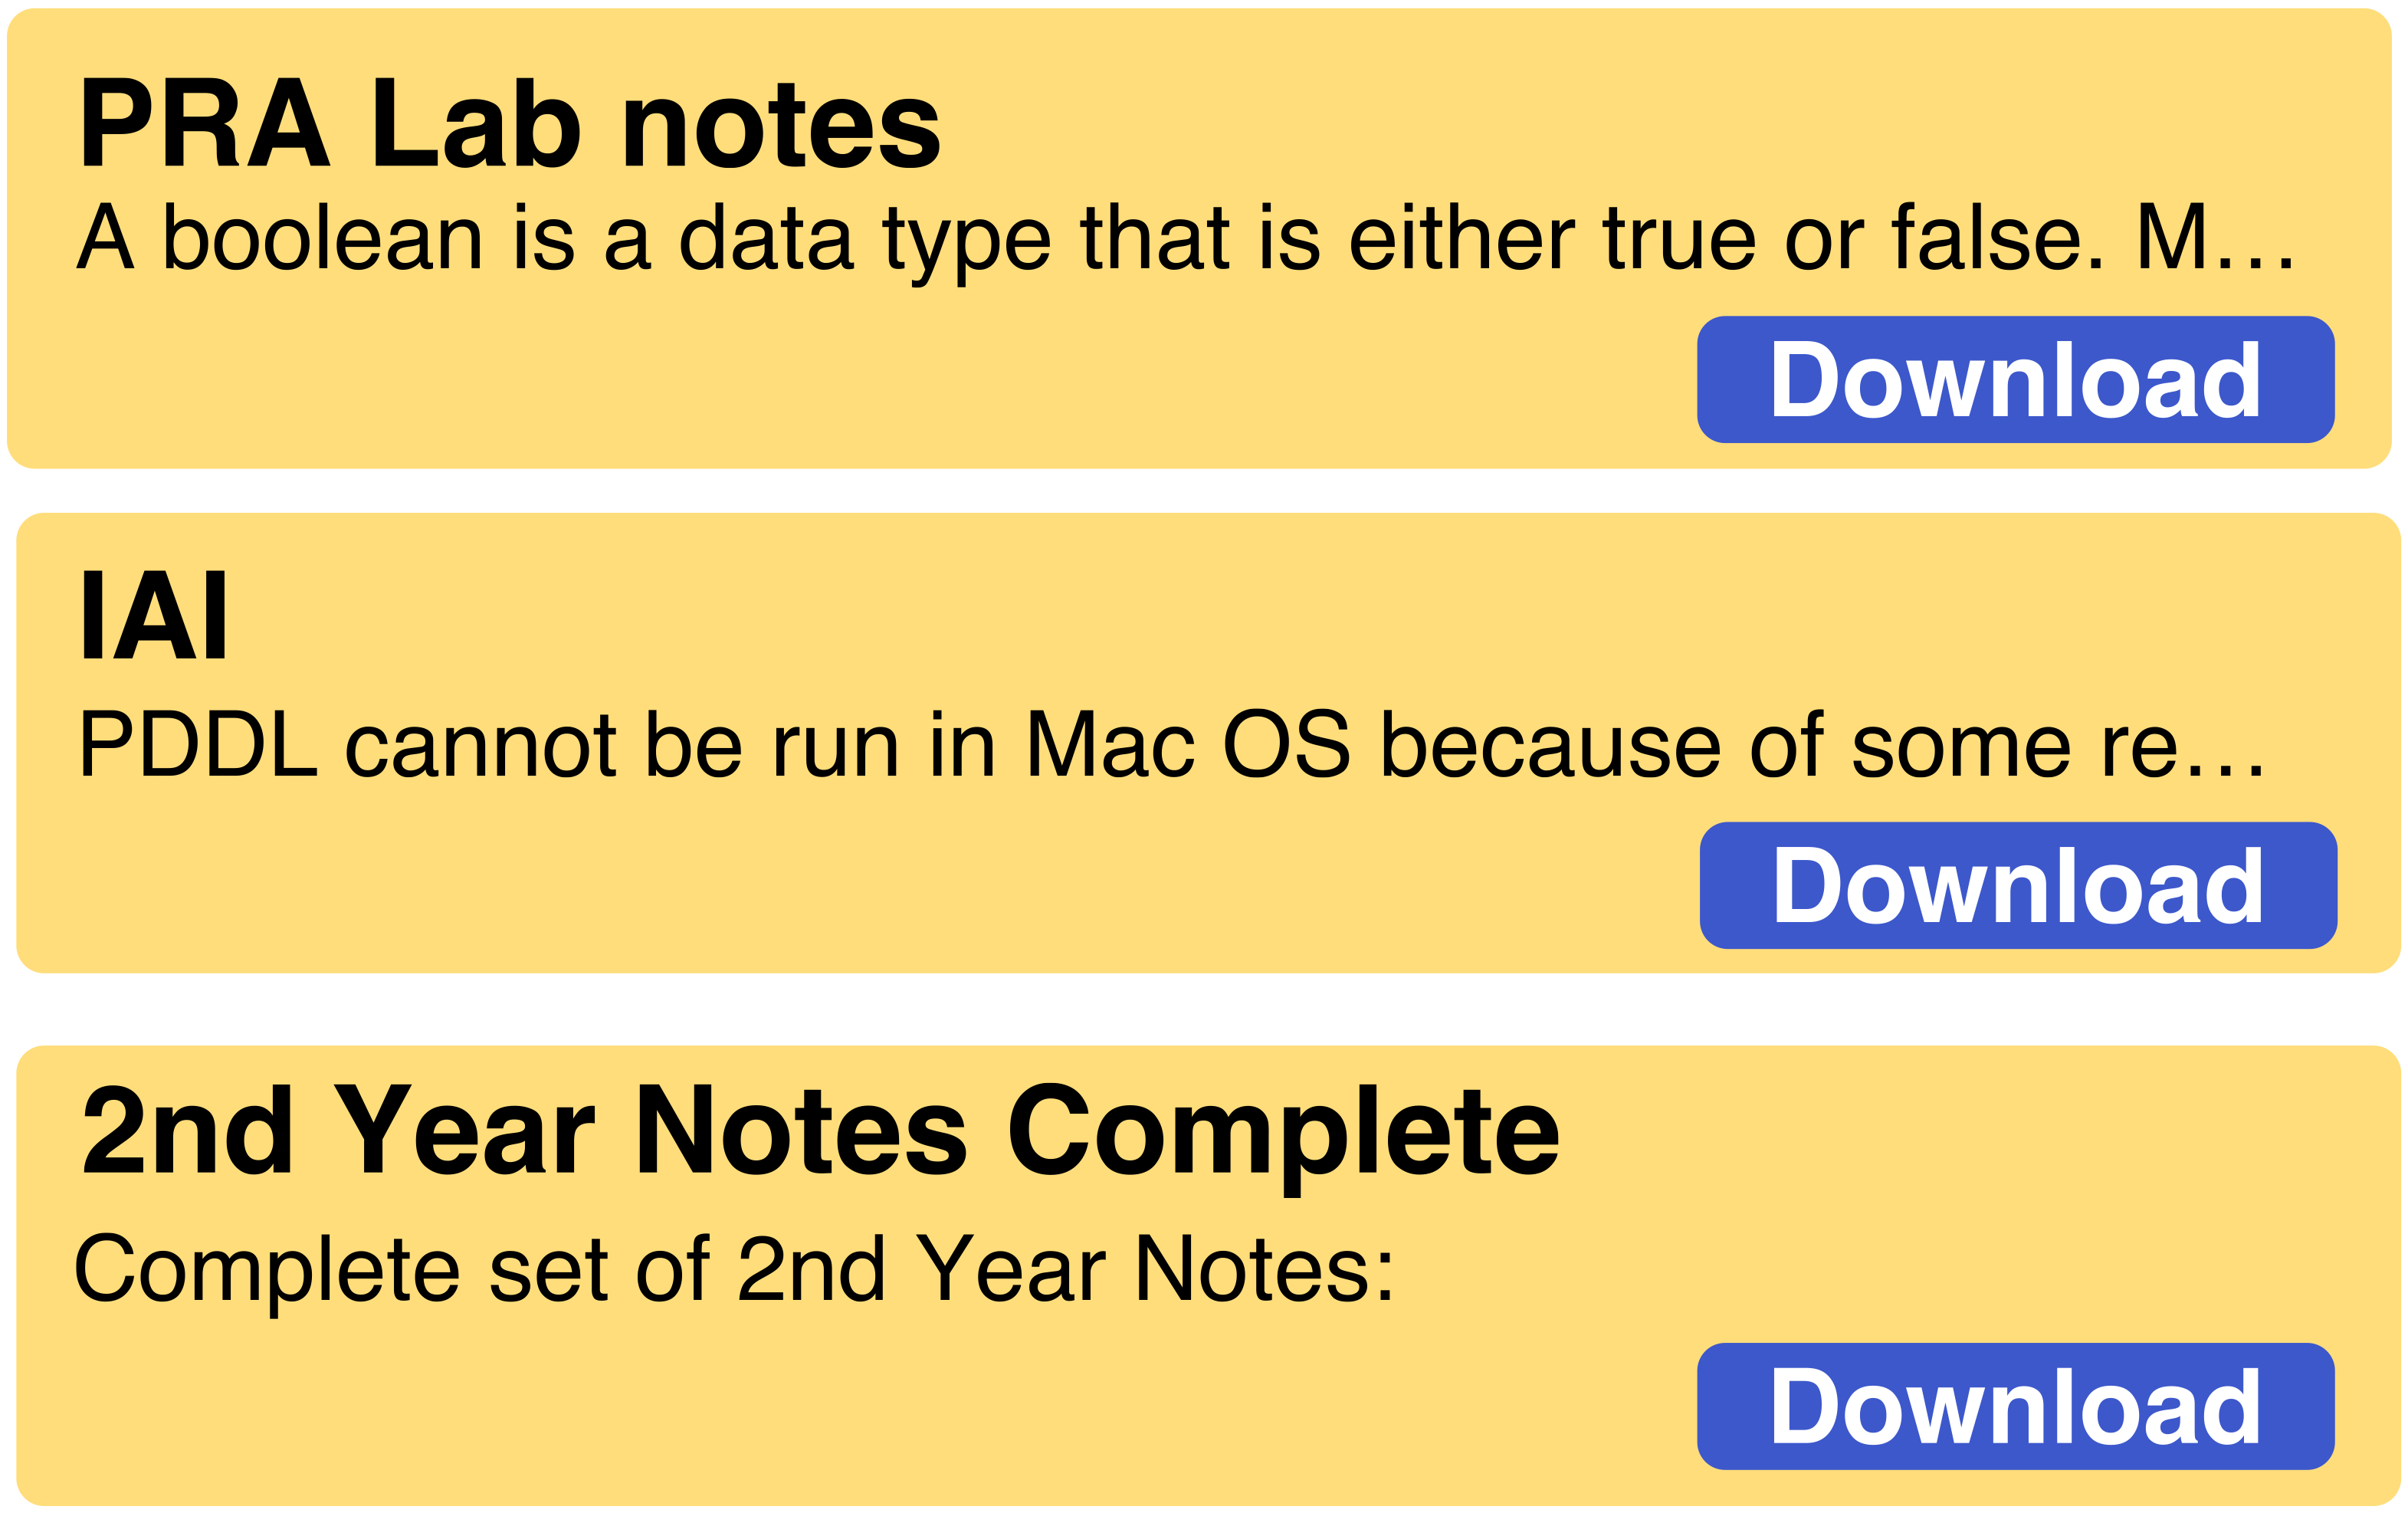 PRA Lab notes
A boolean is a data type that is either true or false. M...
Download
IAI
PDDL cannot be run in Mac OS because of some re...
Download
2nd Year Notes Complete
Complete set of 2nd Year Notes:
Download